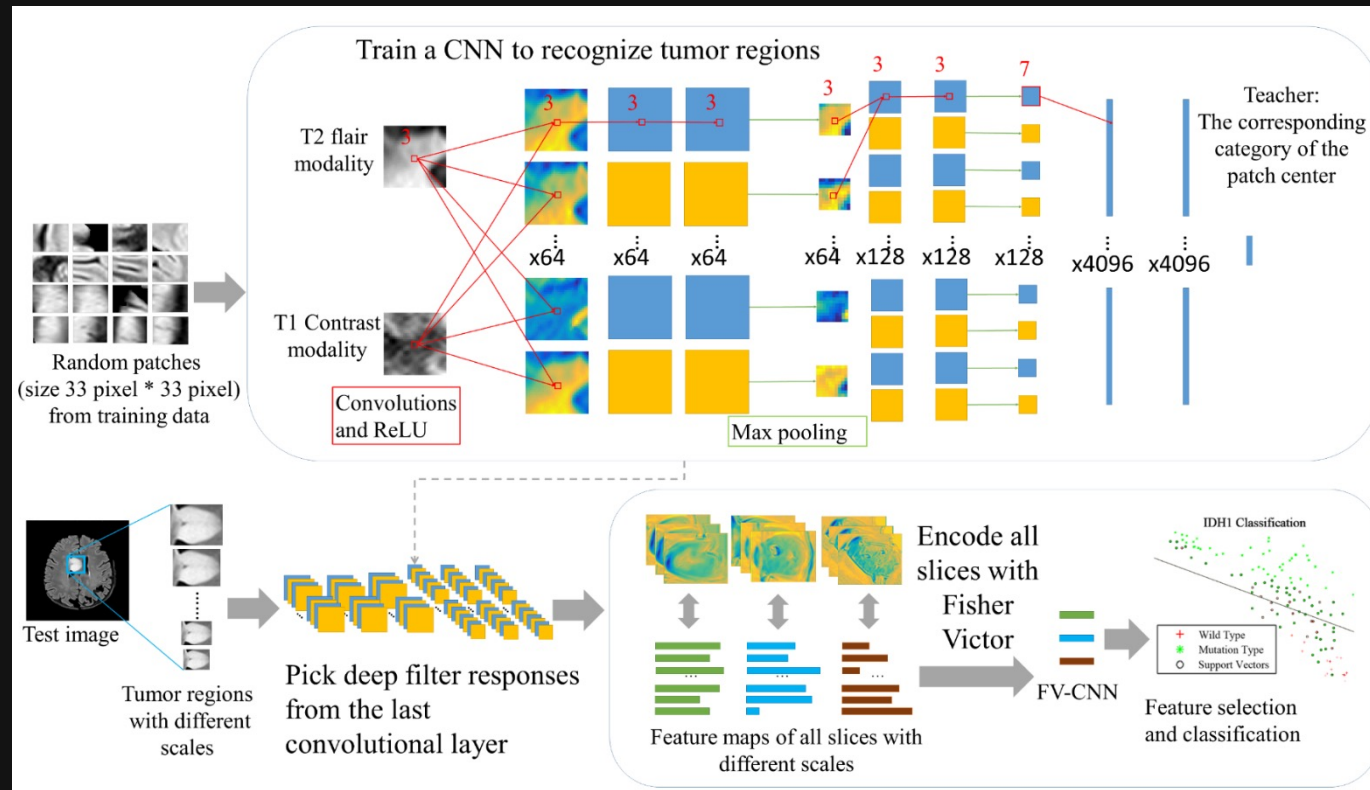 Train a CNN to recognize tumor regions
3
3
3
3
3
3
3
7
3
T2 flair
modality
Teacher:
The corresponding
category of the
patch center
x64
x64
x64
x64
x128
x128
x128
x4096
x4096
T1 Contrast
modality
Random patches
(size 33 pixel * 33 pixel)
from training data
Convolutions
and ReLU
Max pooling
Test image
Tumor regions
with different
scales
Pick deep filter responses
from the last
convolutional layer
Feature maps of all slices with
different scales
Encode all
slices with
Fisher
Victor
FV-CNN
IDH1 Classification
+ Wild Type
* Mutation Type
o Support Vectors
Feature selection
and classification